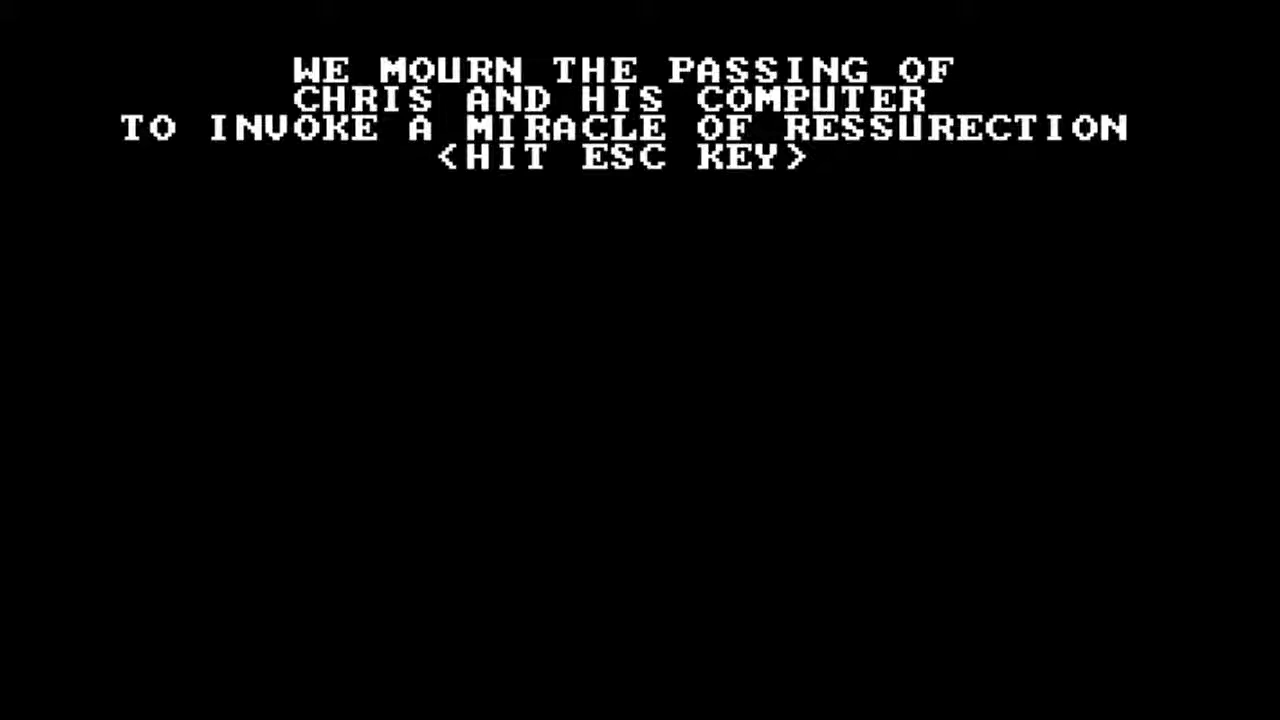 WE MOURN THE PASSING OF
CHRIS AND HIS COMPUTER
TO INVOKE A MIRACLE OF RESSURECTION
<HIT ESC KEY>